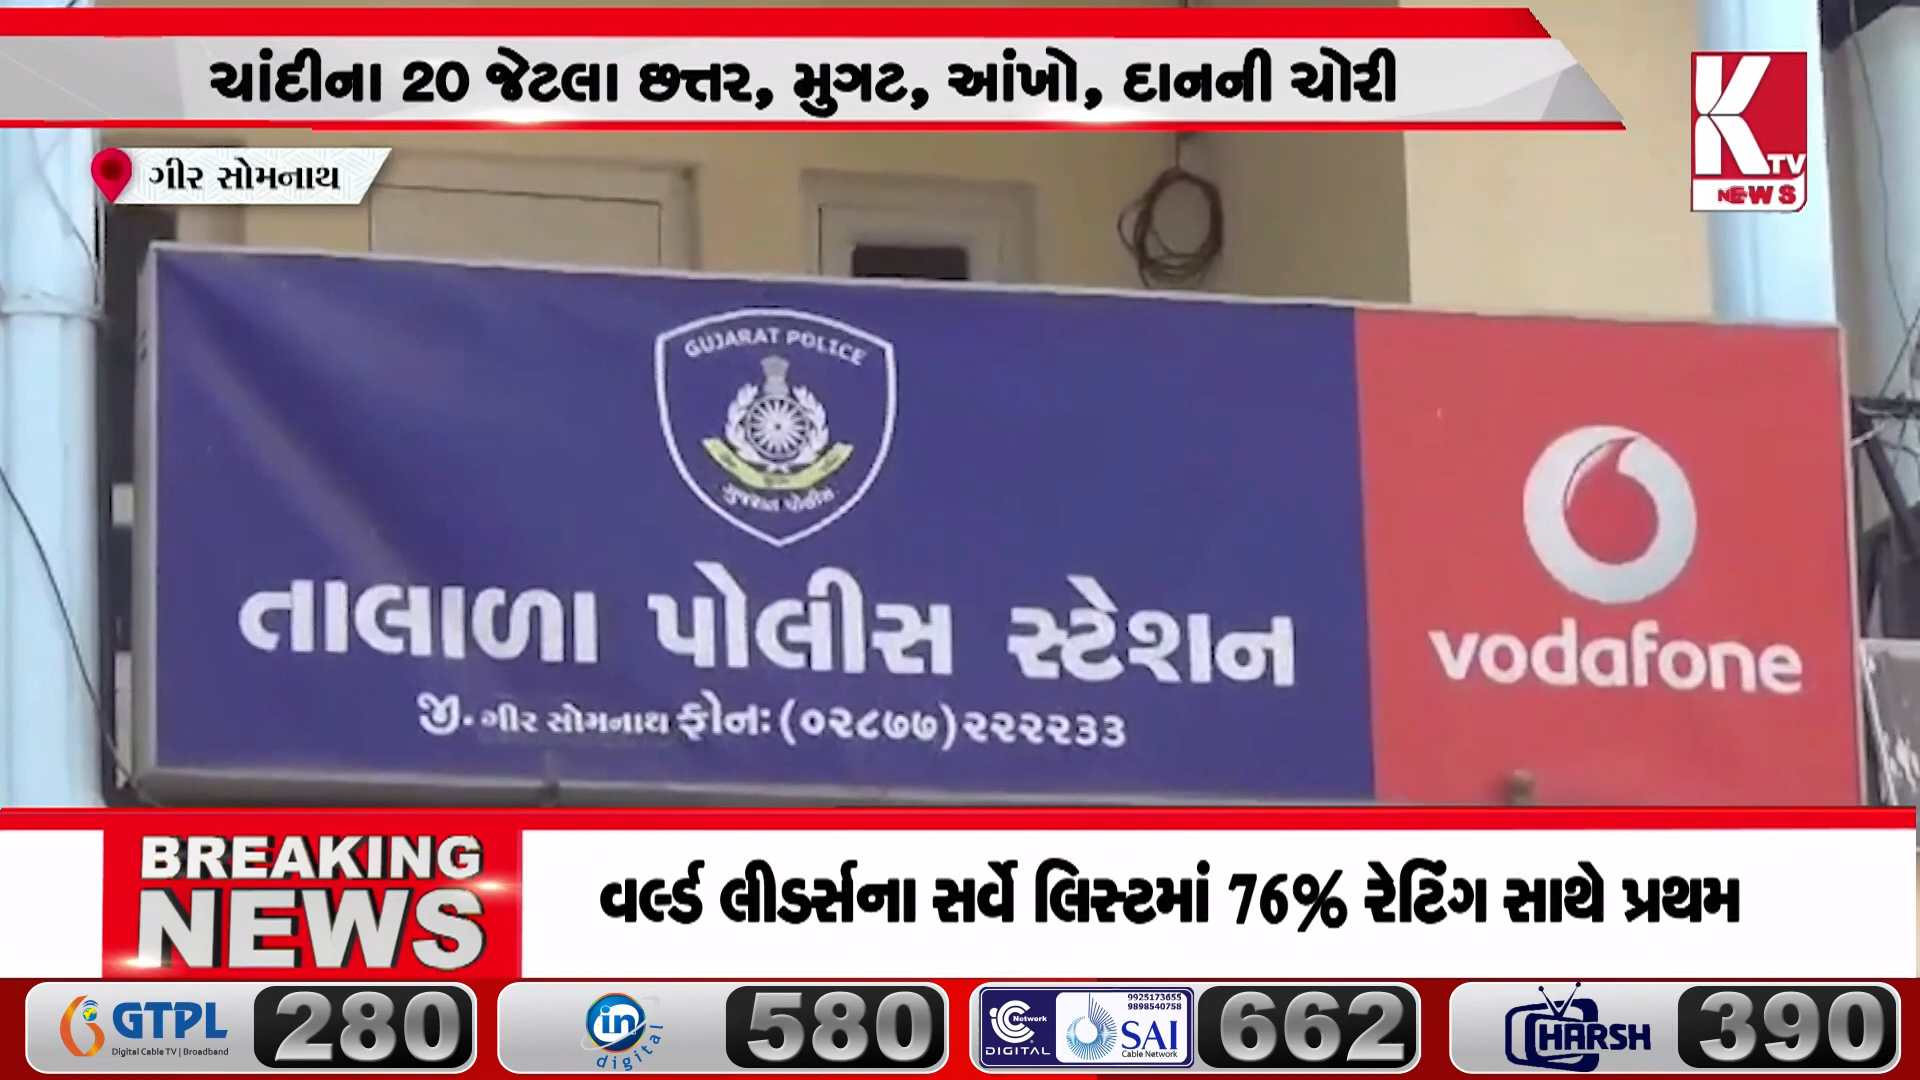 ચાંદીના 20 જેટલા છત્તર, મુગટ, આંખો, દાનની ચોરી
ગીર સોમનાથ
K TV
NEWS
GUJARAT POLICE
ગુજરાત પોલીસ
તાલાળા પોલીસ સ્ટેશન
જી. ગીર સોમનાથ ફોન: (૦૨૮૭૭) ૨૨૨૨૩૩
vodafone
BREAKING
NEWS
વર્લ્ડ લીડર્સના સર્વે લિસ્ટમાં 76% રેટિંગ સાથે પ્રથમ
GTPL
Digital Cable TV | Broadband
280
in
digital
580
Network
DIGITAL
9925173655
9898540758
SAI
Cable Network
662
HARSH
390